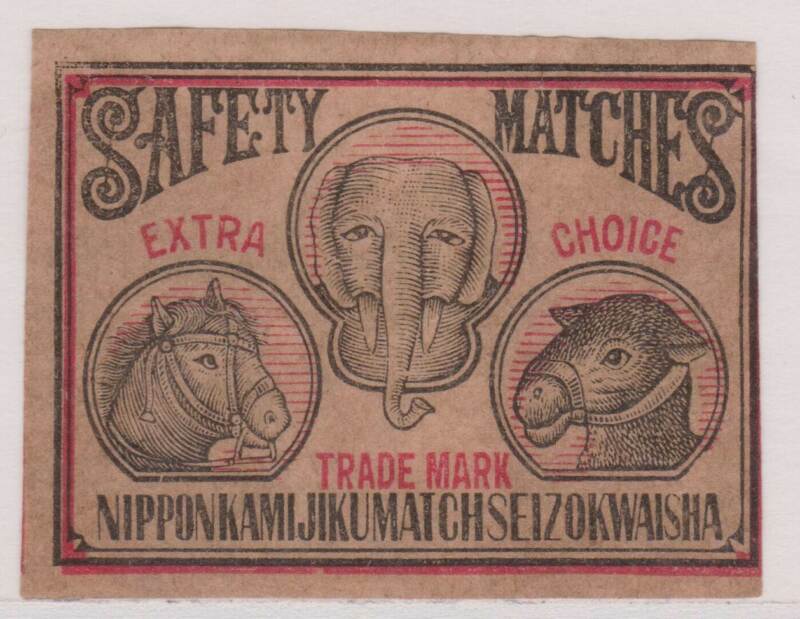 SAFETY MATCHES
EXTRA CHOICE
TRADE MARK
NIPPONKAMIJIKUMATCHSEIZOKWAISHA